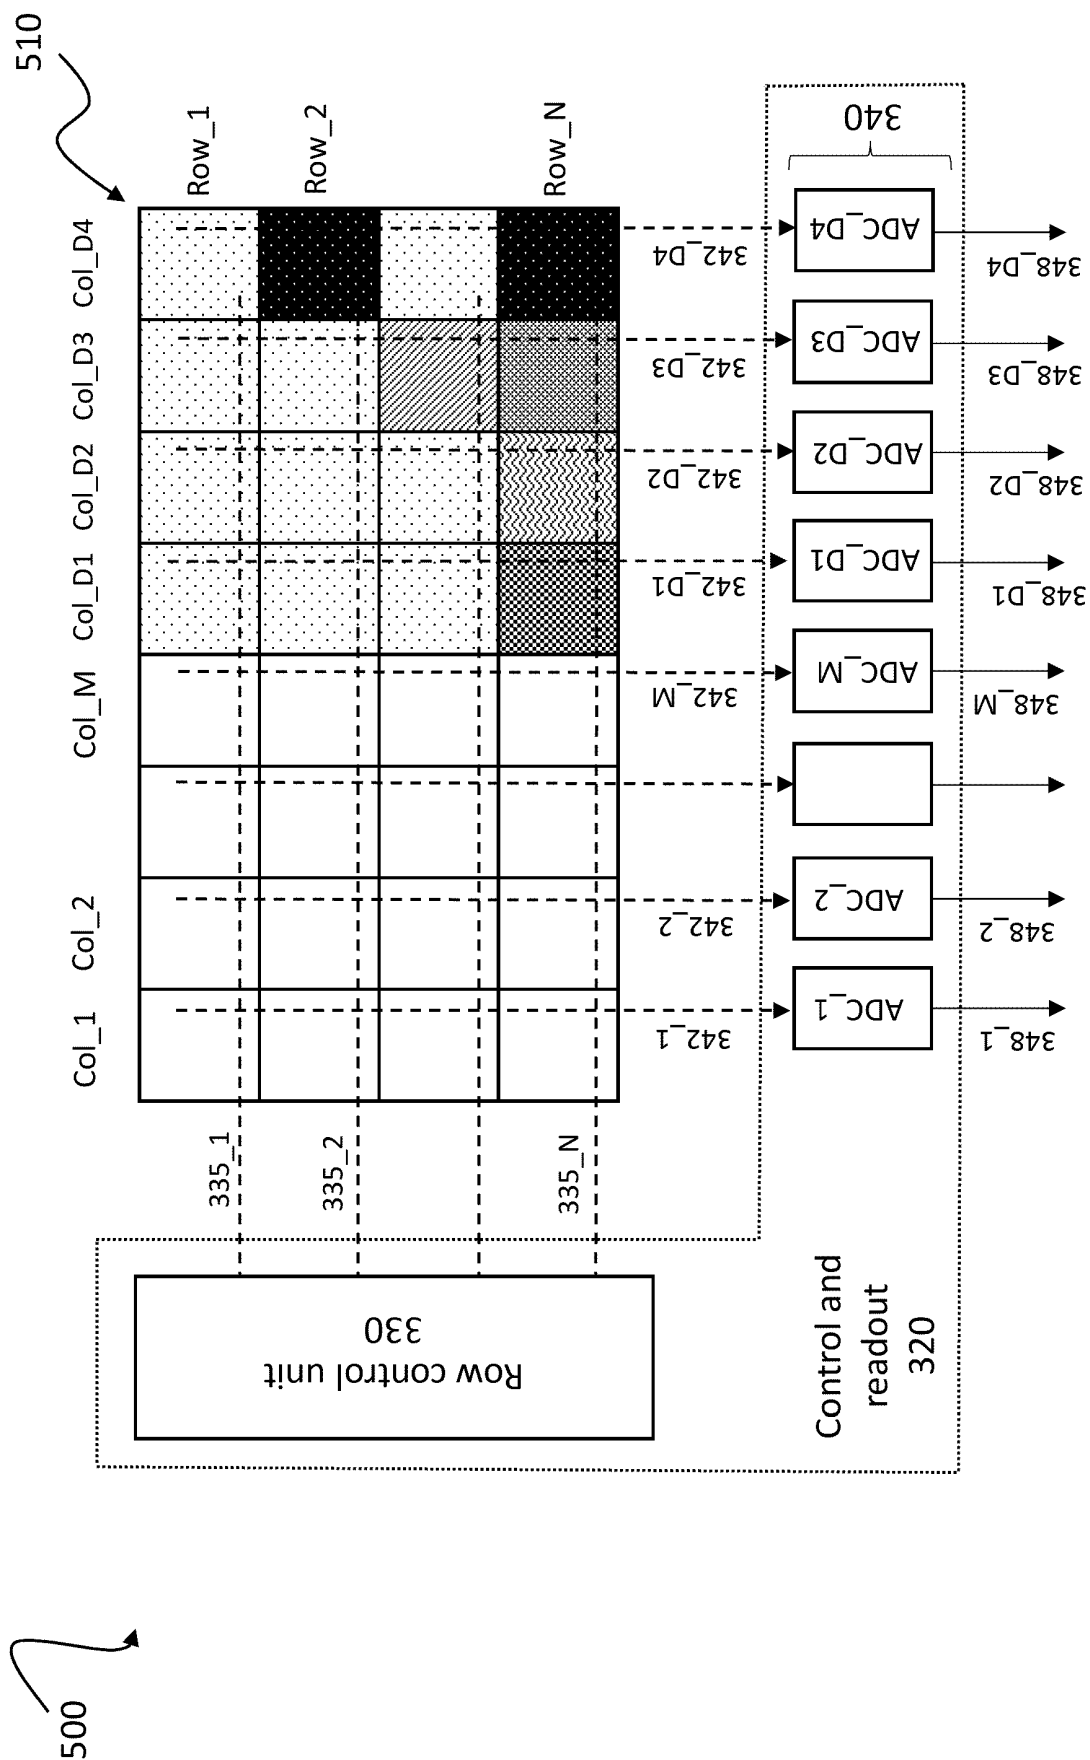 500
510
Col_1
Col_2
Col_M
Col_D1
Col_D2
Col_D3
Col_D4
Row_1
Row_2
Row_N
335_1
335_2
335_N
Row control unit
330
342_1
342_2
342_M
342_D1
342_D2
342_D3
342_D4
340
ADC_1
ADC_2
ADC_M
ADC_D1
ADC_D2
ADC_D3
ADC_D4
Control and
readout
320
348_1
348_2
348_M
348_D1
348_D2
348_D3
348_D4